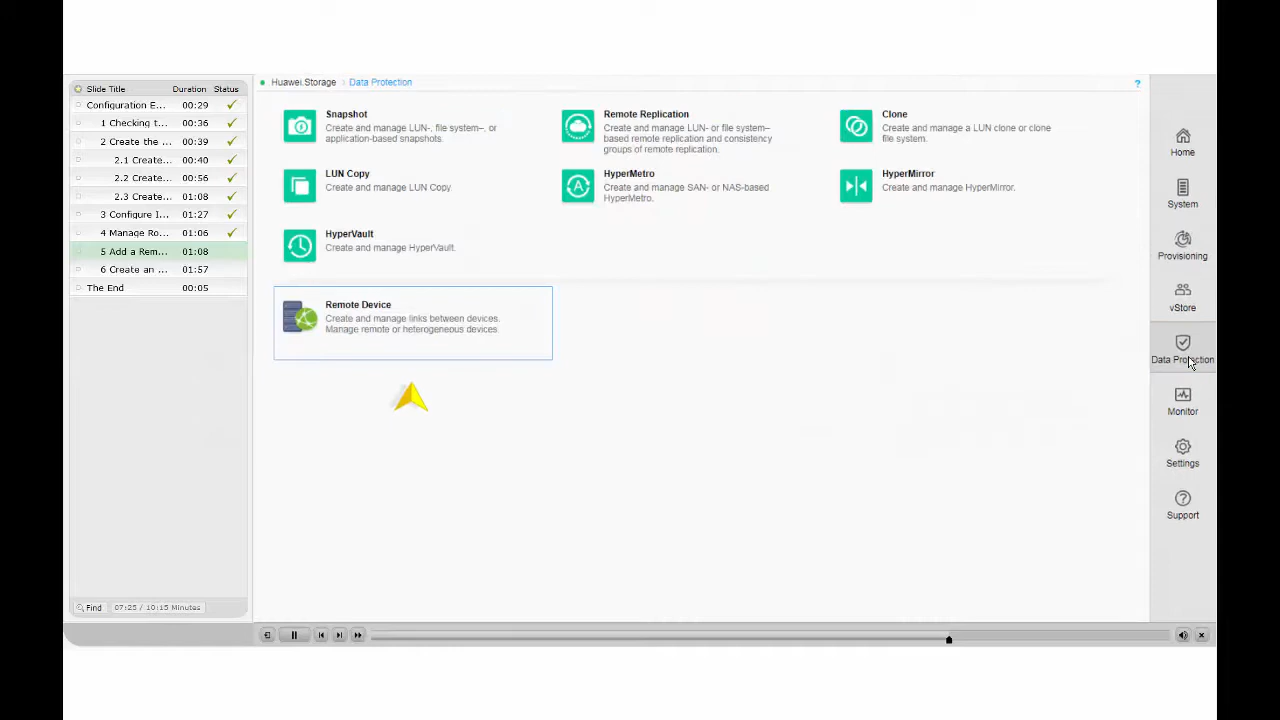 Slide Title Duration Status
Configuration E... 00:29
1 Checking t... 00:36
2 Create the ... 00:39
2.1 Create... 00:40
2.2 Create... 00:56
2.3 Create... 01:08
3 Configure I... 01:27
4 Manage Ro... 01:06
5 Add a Rem... 01:08
6 Create an ... 01:57
The End 00:05
Find 07:25 / 10:15 Minutes
Huawei.Storage > Data Protection
?
Snapshot
Create and manage LUN-, file system–, or
application-based snapshots.
Remote Replication
Create and manage LUN- or file system–
based remote replication and consistency
groups of remote replication.
Clone
Create and manage a LUN clone or clone
file system.
LUN Copy
Create and manage LUN Copy.
HyperMetro
Create and manage SAN- or NAS-based
HyperMetro.
HyperMirror
Create and manage HyperMirror.
HyperVault
Create and manage HyperVault.
Remote Device
Create and manage links between devices.
Manage remote or heterogeneous devices.
Home
System
Provisioning
vStore
Data Protection
Monitor
Settings
Support